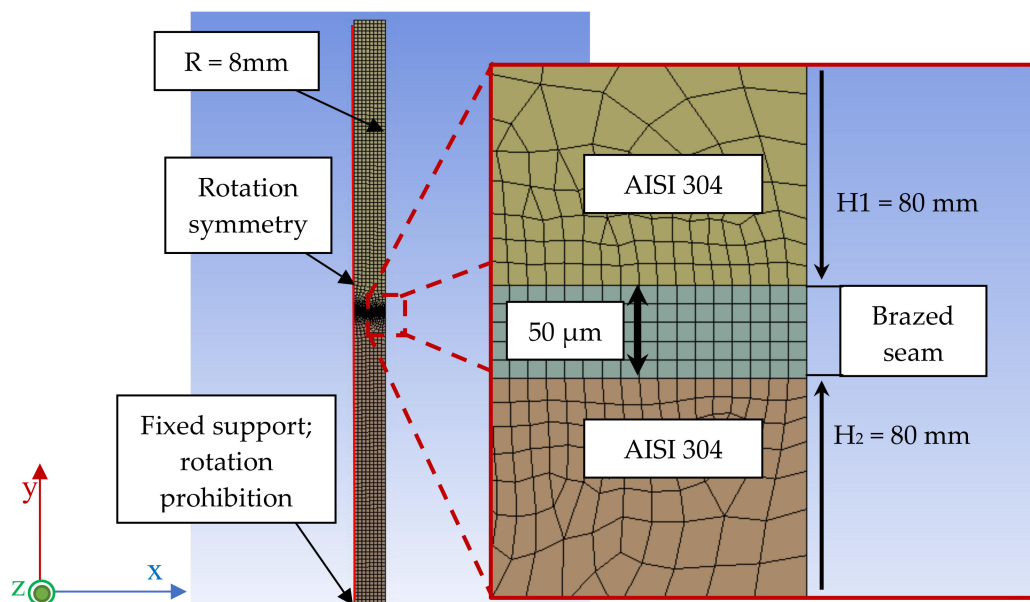 R = 8mm
Rotation
symmetry
Fixed support;
rotation
prohibition
y
z
x
AISI 304
H1 = 80 mm
50 µm
Brazed
seam
AISI 304
H₂ = 80 mm